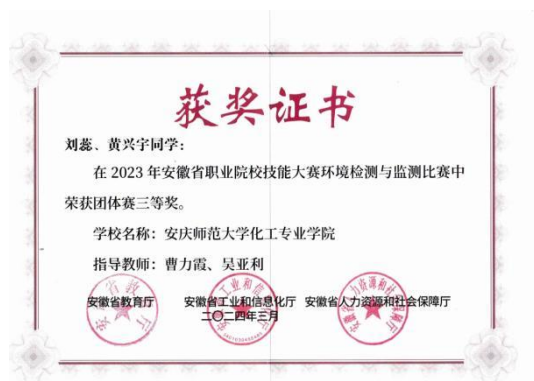 获奖证书
刘蕊、黄兴宇同学:
在 2023 年安徽省职业院校技能大赛环境检测与监测比赛中
荣获团体赛三等奖。
学校名称: 安庆师范大学化工专业学院
指导教师: 曹力霞、吴亚利
安徽省教育厅 安徽省工业和信息化厅 安徽省人力资源和社会保障厅
二〇二四年三月